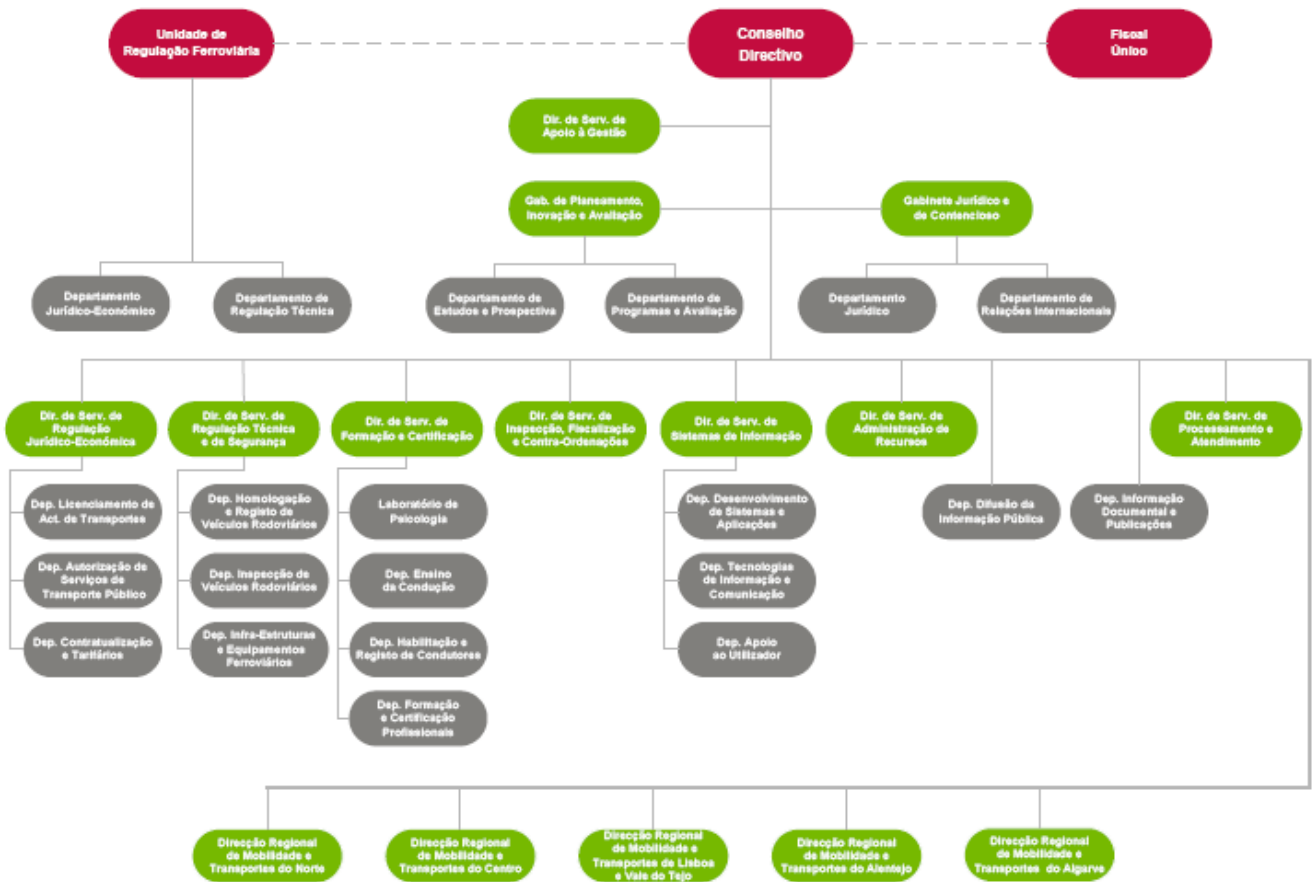 Unidade de
Regulação Ferroviária
Conselho
Directivo
Fiscal
Único
Dir. de Serv. de
Apoio à Gestão
Gab. de Planeamento,
Inovação e Avaliação
Gabinete Jurídico e
de Contencioso
Departamento
Jurídico-Económico
Departamento de
Regulação Técnica
Departamento de
Estudos e Prospectiva
Departamento de
Programas e Avaliação
Departamento
Jurídico
Departamento de
Relações Internacionais
Dir. de Serv. de
Regulação
Jurídico-Económica
Dir. de Serv. de
Regulação Técnica
e de Segurança
Dir. de Serv. de
Formação e Certificação
Dir. de Serv. de
Inspecção, Fiscalização
e Contra-Ordenações
Dir. de Serv. de
Sistemas de Informação
Dir. de Serv. de
Administração de
Recursos
Dir. de Serv. de
Processamento e
Atendimento
Dep. Licenciamento de
Act. de Transportes
Dep. Homologação
e Registo de
Veículos Rodoviários
Laboratório de
Psicologia
Dep. Desenvolvimento
de Sistemas e
Aplicações
Dep. Difusão da
Informação Pública
Dep. Informação
Documental e
Publicações
Dep. Autorização de
Serviços de
Transporte Público
Dep. Inspecção de
Veículos Rodoviários
Dep. Ensino
da Condução
Dep. Tecnologias
de Informação e
Comunicação
Dep. Contratualização
e Tarifários
Dep. Infra-Estruturas
e Equipamentos
Ferroviários
Dep. Habilitação e
Registo de Condutores
Dep. Apoio
ao Utilizador
Dep. Formação
e Certificação
Profissionais
Direcção Regional
de Mobilidade e
Transportes do Norte
Direcção Regional
de Mobilidade e
Transportes do Centro
Direcção Regional
de Mobilidade e
Transportes de Lisboa
e Vale do Tejo
Direcção Regional
de Mobilidade e
Transportes do Alentejo
Direcção Regional
de Mobilidade e
Transportes do Algarve